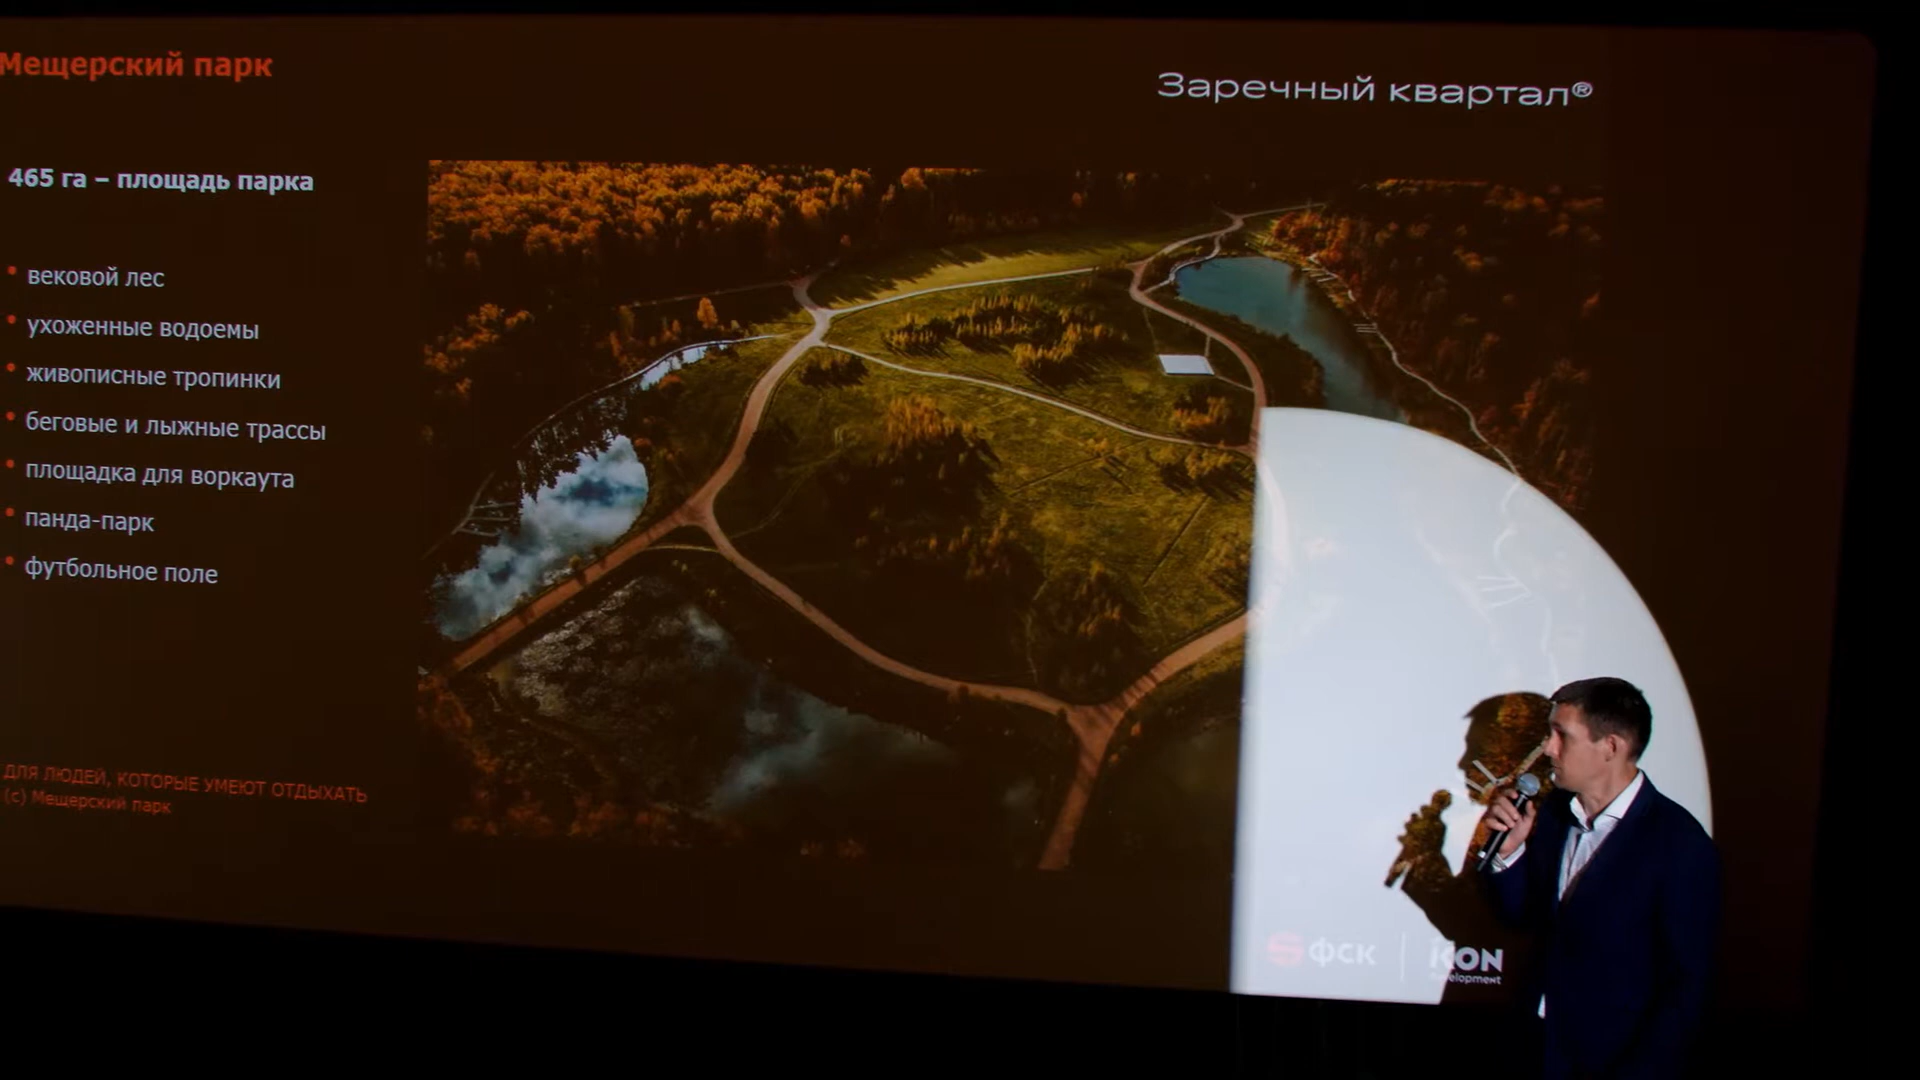 Мещерский парк
Заречный квартал®
465 га – площадь парка
• вековой лес
• ухоженные водоемы
• живописные тропинки
• беговые и лыжные трассы
• площадка для воркаута
• панда-парк
• футбольное поле
ДЛЯ ЛЮДЕЙ, КОТОРЫЕ УМЕЮТ ОТДЫХАТЬ
(с) Мещерский парк
ФСК